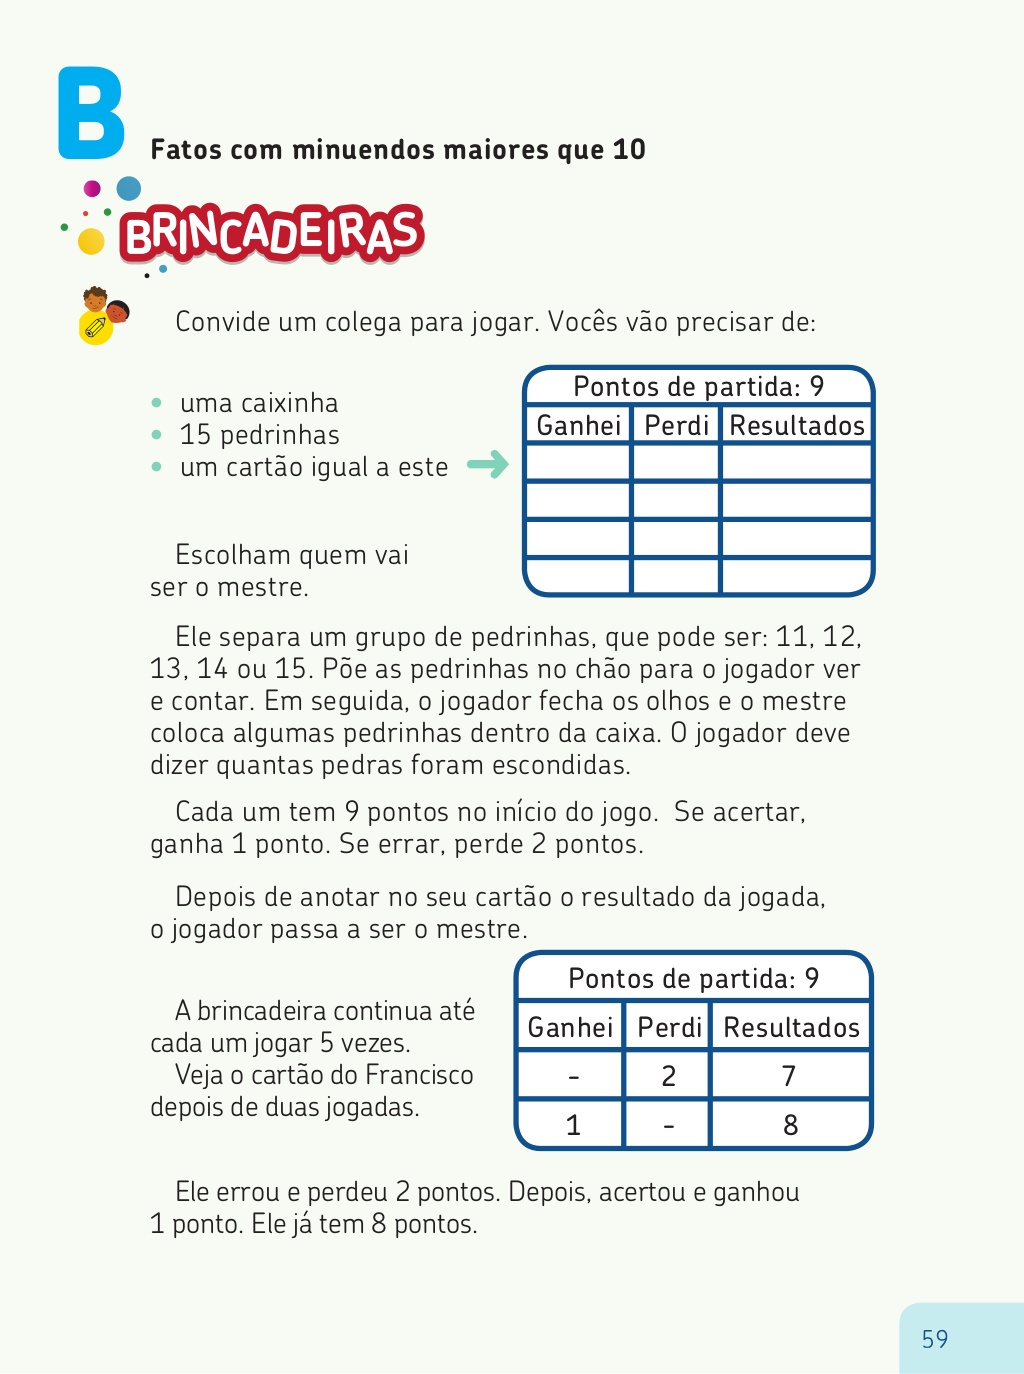 B
Fatos com minuendos maiores que 10
BRINCADEIRAS
Convide um colega para jogar. Vocês vão precisar de:
• uma caixinha
• 15 pedrinhas
• um cartão igual a este
Pontos de partida: 9
Ganhei Perdi Resultados
Escolham quem vai
ser o mestre.
Ele separa um grupo de pedrinhas, que pode ser: 11, 12,
13, 14 ou 15. Põe as pedrinhas no chão para o jogador ver
e contar. Em seguida, o jogador fecha os olhos e o mestre
coloca algumas pedrinhas dentro da caixa. O jogador deve
dizer quantas pedras foram escondidas.
Cada um tem 9 pontos no início do jogo. Se acertar,
ganha 1 ponto. Se errar, perde 2 pontos.
Depois de anotar no seu cartão o resultado da jogada,
o jogador passa a ser o mestre.
A brincadeira continua até
cada um jogar 5 vezes.
Veja o cartão do Francisco
depois de duas jogadas.
Pontos de partida: 9
Ganhei Perdi Resultados
- 2 7
1 - 8
Ele errou e perdeu 2 pontos. Depois, acertou e ganhou
1 ponto. Ele já tem 8 pontos.
59